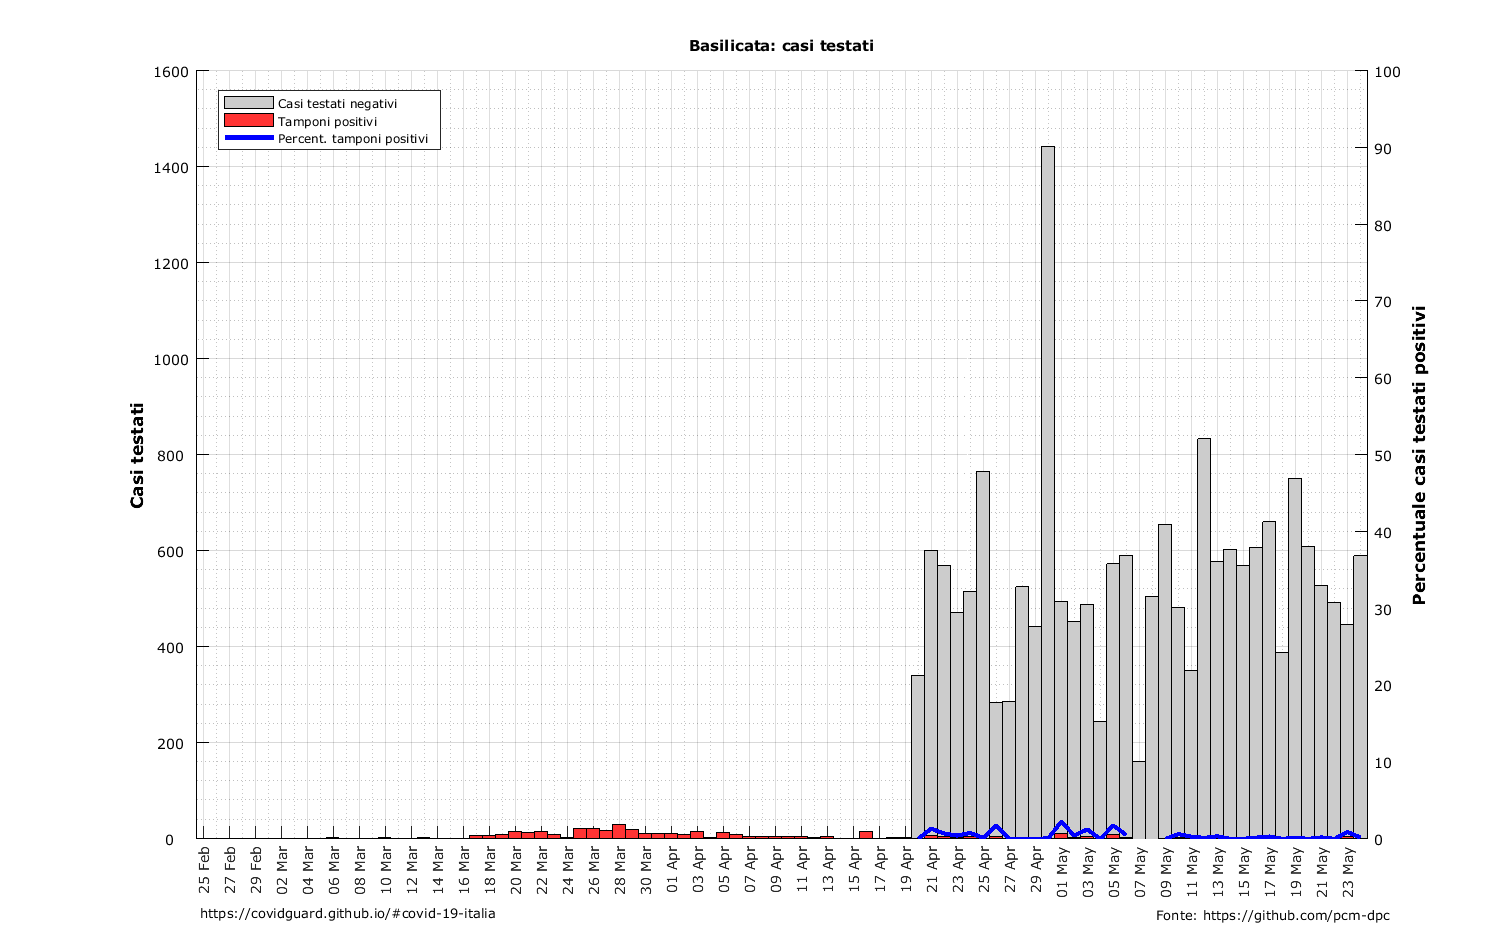 Basilicata: casi testati
Casi testati negativi
Tamponi positivi
Percent. tamponi positivi
Casi testati
1600
1400
1200
1000
800
600
400
200
0
100
90
80
70
60
50
40
30
20
10
0
Percentuale casi testati positivi
25 Feb
27 Feb
29 Feb
02 Mar
04 Mar
06 Mar
08 Mar
10 Mar
12 Mar
14 Mar
16 Mar
18 Mar
20 Mar
22 Mar
24 Mar
26 Mar
28 Mar
30 Mar
01 Apr
03 Apr
05 Apr
07 Apr
09 Apr
11 Apr
13 Apr
15 Apr
17 Apr
19 Apr
21 Apr
23 Apr
25 Apr
27 Apr
29 Apr
01 May
03 May
05 May
07 May
09 May
11 May
13 May
15 May
17 May
19 May
21 May
23 May
https://covidguard.github.io/#covid-19-italia
Fonte: https://github.com/pcm-dpc